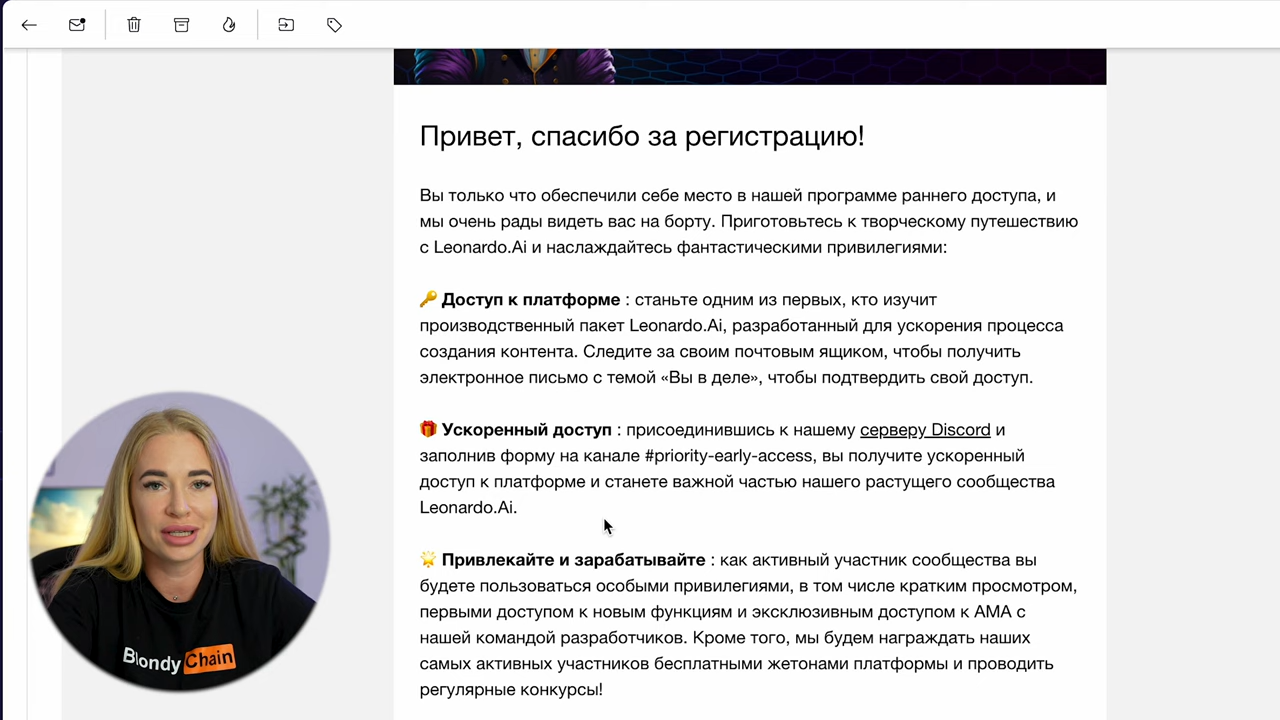 Привет, спасибо за регистрацию!
Вы только что обеспечили себе место в нашей программе раннего доступа, и
мы очень рады видеть вас на борту. Приготовьтесь к творческому путешествию
с Leonardo.Ai и наслаждайтесь фантастическими привилегиями:
🔑 Доступ к платформе : станьте одним из первых, кто изучит
производственный пакет Leonardo.Ai, разработанный для ускорения процесса
создания контента. Следите за своим почтовым ящиком, чтобы получить
электронное письмо с темой «Вы в деле», чтобы подтвердить свой доступ.
🎁 Ускоренный доступ : присоединившись к нашему серверу Discord и
заполнив форму на канале #priority-early-access, вы получите ускоренный
доступ к платформе и станете важной частью нашего растущего сообщества
Leonardo.Ai.
🌟 Привлекайте и зарабатывайте : как активный участник сообщества вы
будете пользоваться особыми привилегиями, в том числе кратким просмотром,
первыми доступом к новым функциям и эксклюзивным доступом к AMA с
нашей командой разработчиков. Кроме того, мы будем награждать наших
самых активных участников бесплатными жетонами платформы и проводить
регулярные конкурсы!
Blondy Chain